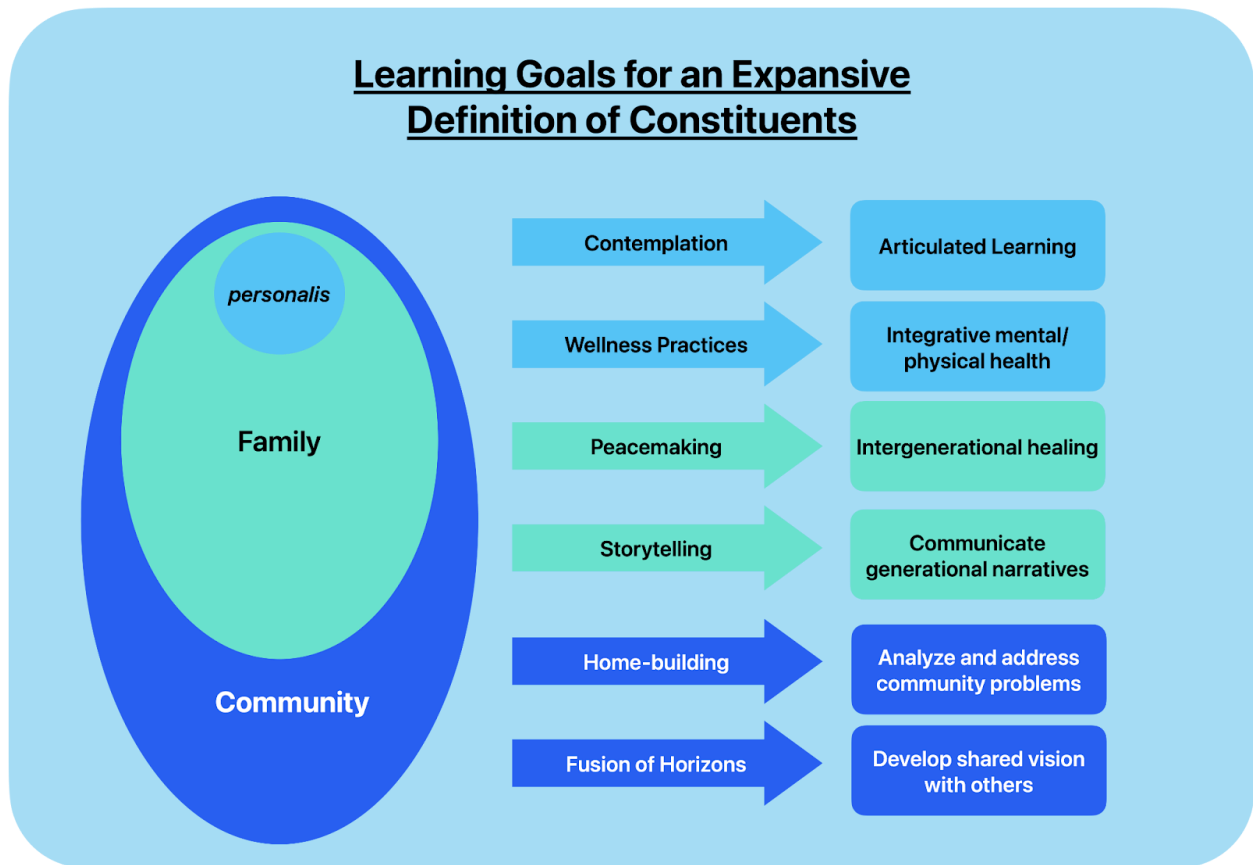 Learning Goals for an Expansive
Definition of Constituents
personalis
Family
Community
Contemplation
Articulated Learning
Wellness Practices
Integrative mental/
physical health
Peacemaking
Intergenerational healing
Storytelling
Communicate
generational narratives
Home-building
Analyze and address
community problems
Fusion of Horizons
Develop shared vision
with others